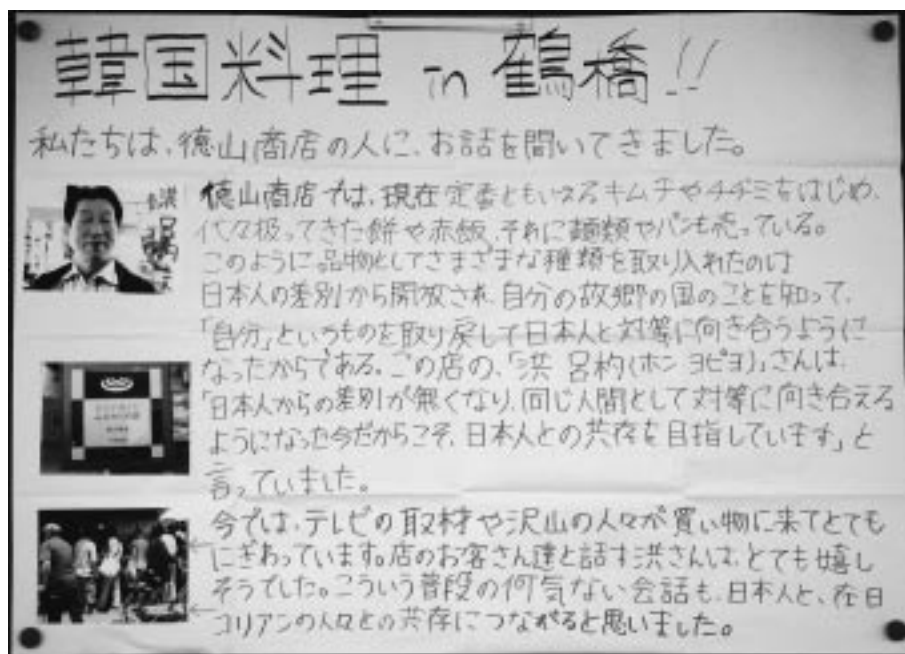 韓国料理 in 鶴橋!!
私たちは、徳山商店の人に、お話を聞いてきました。
徳山商店では、現在定番ともいえるキムチやチヂミをはじめ、
代々扱ってきた餅や赤飯、それに麺類やパンも売っている。
このように品物としてさまざまな種類を取り入れたのは
日本人の差別から開放され、自分の故郷の国のことを知って、
「自分」というものを取り戻して日本人と対等に向き合うように
なったからである。この店の、「洪 呂杓(ホン ヨピヨ)」さんは、
「日本人からの差別が無くなり、同じ人間として対等に向き合える
ようになった今だからこそ、日本人との共存を目指しています」と
言っていました。
今では、テレビの取材や沢山の人々が買い物に来てとても
にぎわっています。店のお客さん達と話す洪さんは、とても嬉し
そうでした。こういう普段の何気ない会話も、日本人と、在日
コリアンの人々との共存につながると思いました。